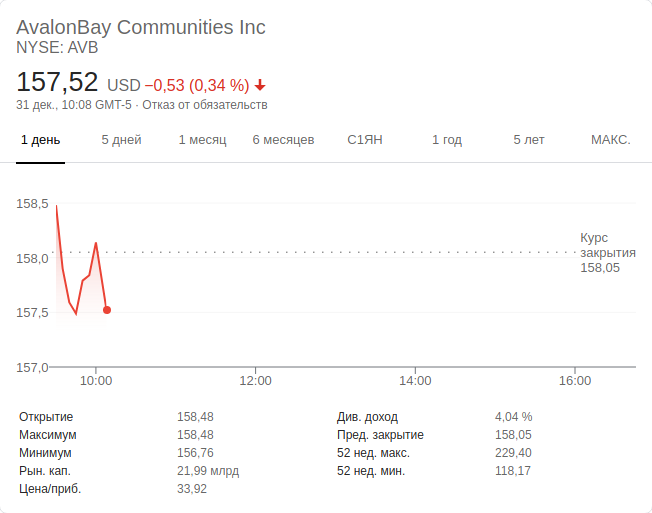 AvalonBay Communities Inc
NYSE: AVB
157,52 USD −0,53 (0,34 %)
31 дек., 10:08 GMT-5 · Отказ от обязательств
1 день 5 дней 1 месяц 6 месяцев С1ЯН 1 год 5 лет МАКС.
158,5
Курс
закрытия
158,05
158,0
157,5
157,0
10:00 12:00 14:00 16:00
Открытие 158,48 Див. доход 4,04 %
Максимум 158,48 Пред. закрытие 158,05
Минимум 156,76 52 нед. макс. 229,40
Рын. кап. 21,99 млрд 52 нед. мин. 118,17
Цена/приб. 33,92